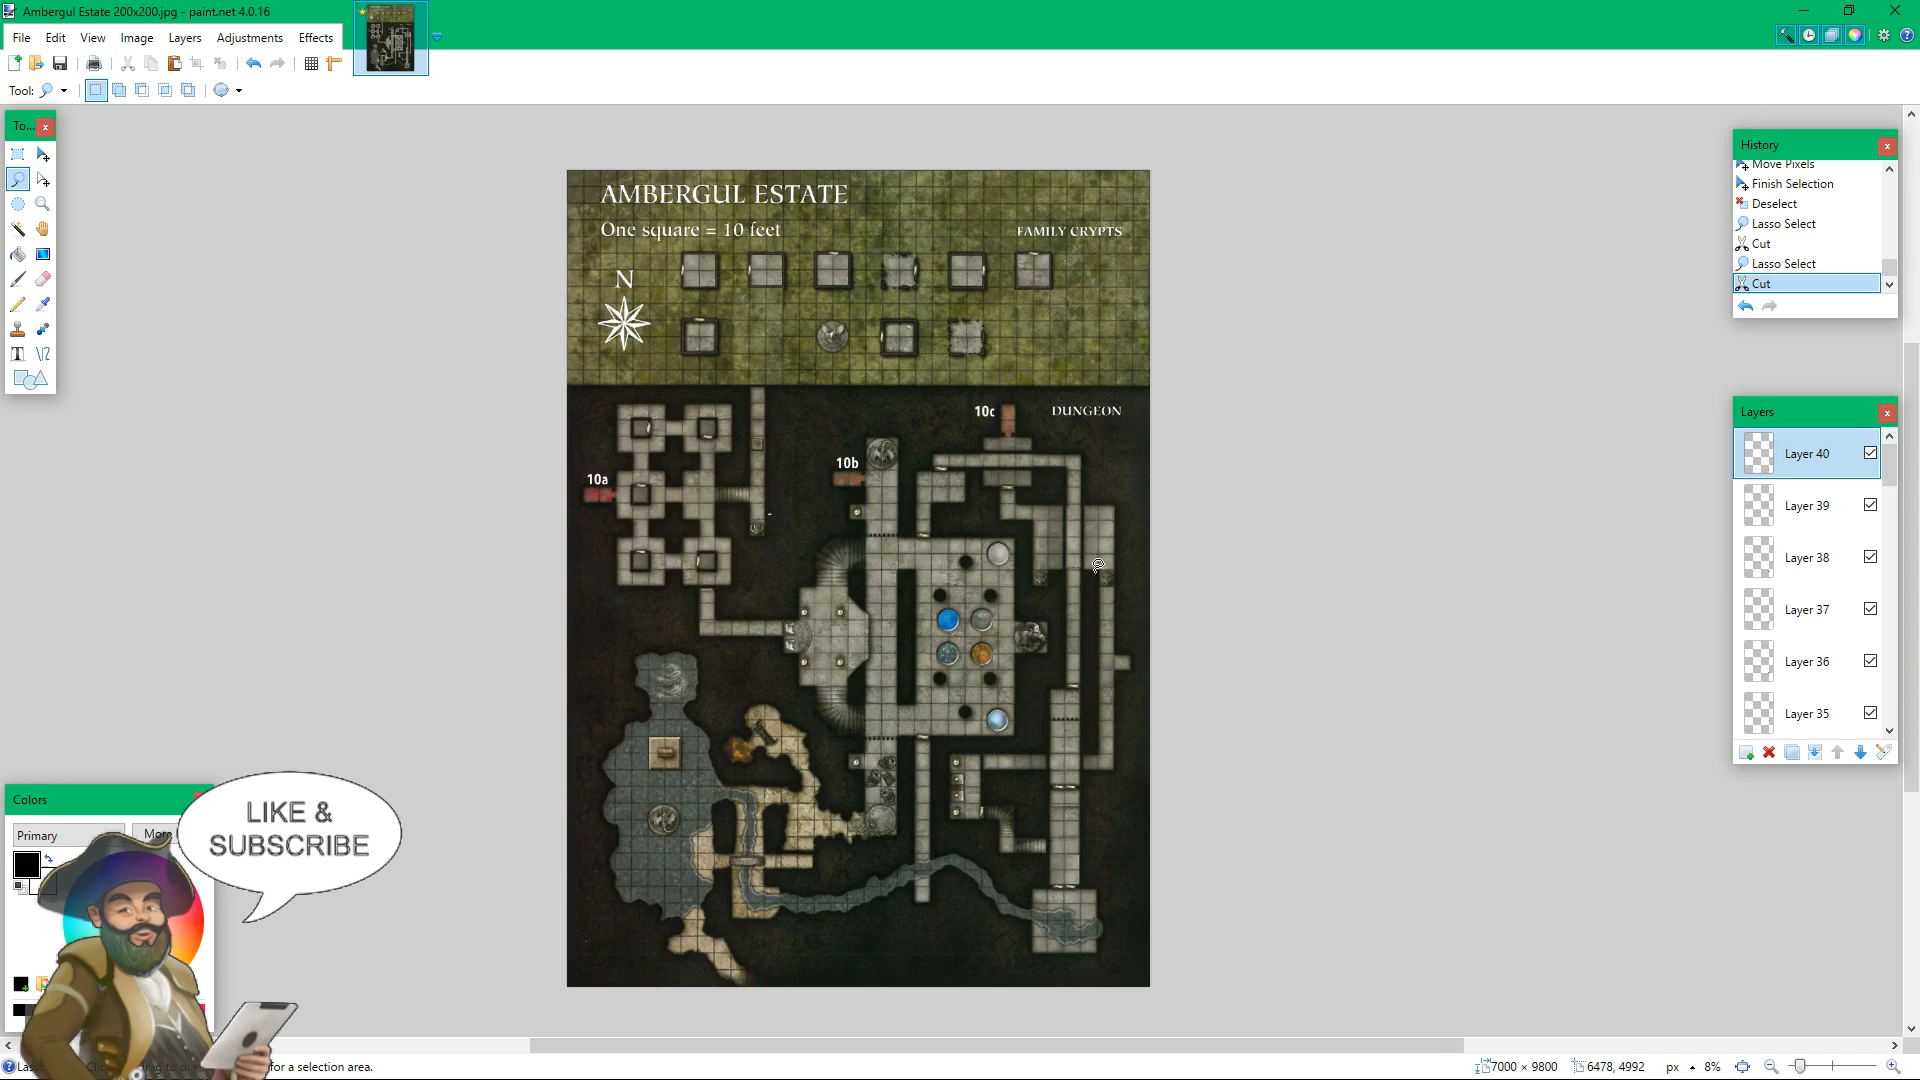 Ambergul Estate 200x200.jpg - paint.net 4.0.16
File Edit View Image Layers Adjustments Effects
Tool:
To...
AMBERGUL ESTATE
One square = 10 feet
FAMILY CRYPTS
N
10c
DUNGEON
10b
10a
History
Move Pixels
Finish Selection
Deselect
Lasso Select
Cut
Lasso Select
Cut
Layers
Layer 40
Layer 39
Layer 38
Layer 37
Layer 36
Layer 35
Colors
Primary
LIKE &
SUBSCRIBE
for a selection area.
7000 × 9800
6478, 4992
px
8%